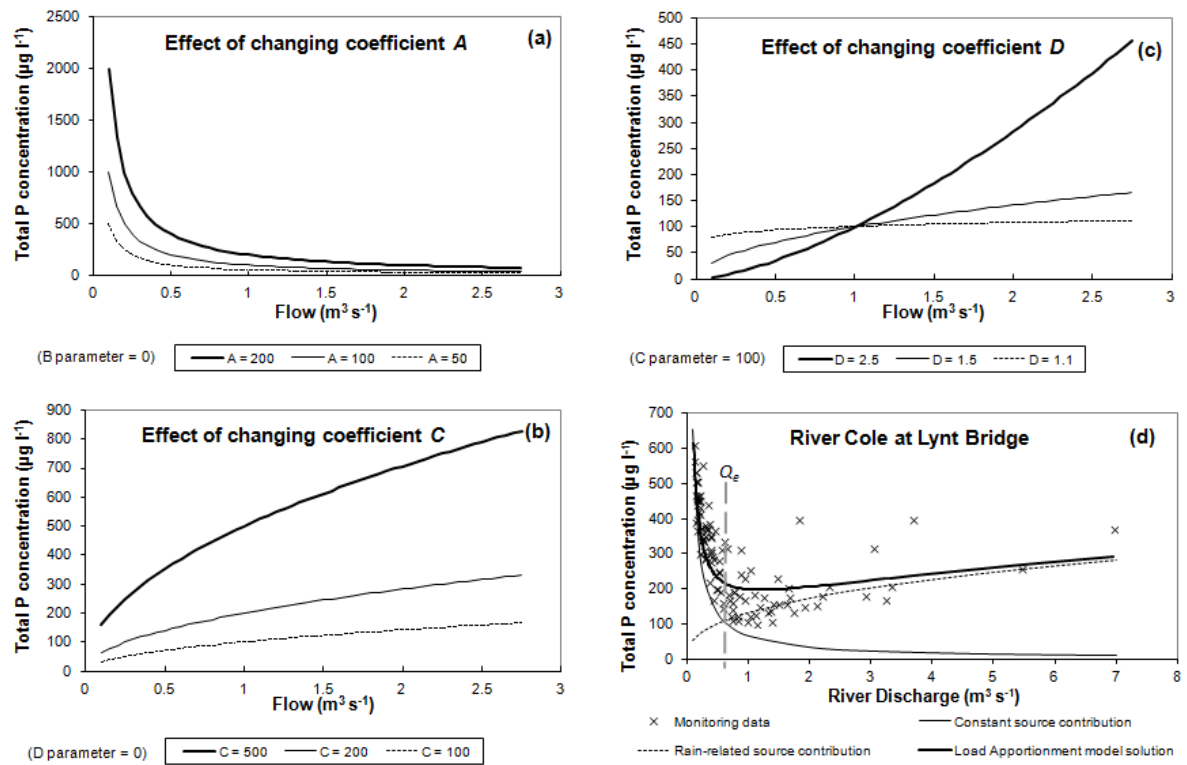 Effect of changing coefficient A
(a)
Total P concentration (µg l⁻¹)
2500
2000
1500
1000
500
0
0 0.5 1 1.5 2 2.5 3
Flow (m³ s⁻¹)
(B parameter = 0)
A = 200 A = 100 A = 50
Effect of changing coefficient D
(c)
Total P concentration (µg l⁻¹)
500
450
400
350
300
250
200
150
100
50
0
0 0.5 1 1.5 2 2.5 3
Flow (m³ s⁻¹)
(C parameter = 100)
D = 2.5 D = 1.5 D = 1.1
Effect of changing coefficient C
(b)
Total P concentration (µg l⁻¹)
900
800
700
600
500
400
300
200
100
0
0 0.5 1 1.5 2 2.5 3
Flow (m³ s⁻¹)
(D parameter = 0)
C = 500 C = 200 C = 100
River Cole at Lynt Bridge
(d)
Qe
Total P concentration (µg l⁻¹)
700
600
500
400
300
200
100
0
0 1 2 3 4 5 6 7 8
River Discharge (m³ s⁻¹)
Monitoring data
Constant source contribution
Rain-related source contribution
Load Apportionment model solution